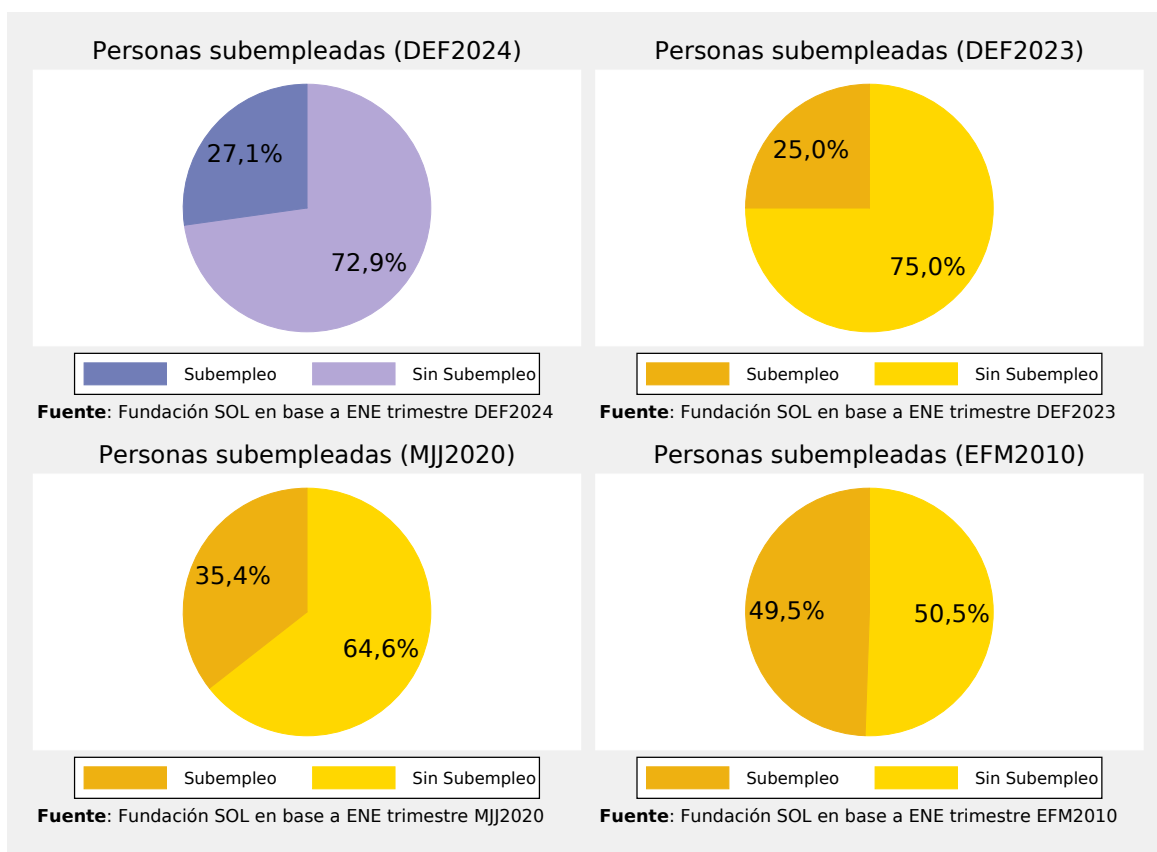 Personas subempleadas (DEF2024)
27,1%
72,9%
Subempleo
Sin Subempleo
Fuente: Fundación SOL en base a ENE trimestre DEF2024
Personas subempleadas (DEF2023)
25,0%
75,0%
Subempleo
Sin Subempleo
Fuente: Fundación SOL en base a ENE trimestre DEF2023
Personas subempleadas (MJJ2020)
35,4%
64,6%
Subempleo
Sin Subempleo
Fuente: Fundación SOL en base a ENE trimestre MJJ2020
Personas subempleadas (EFM2010)
49,5%
50,5%
Subempleo
Sin Subempleo
Fuente: Fundación SOL en base a ENE trimestre EFM2010